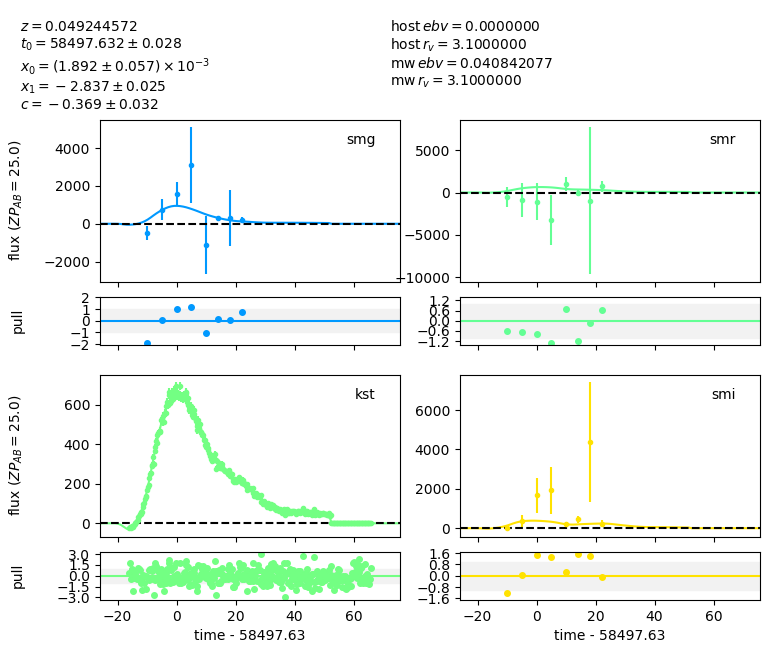 z = 0.049244572
t₀ = 58497.632 ± 0.028
x₀ = (1.892 ± 0.057) × 10⁻³
x₁ = −2.837 ± 0.025
c = −0.369 ± 0.032
host ebv = 0.0000000
host r_v = 3.1000000
mw ebv = 0.040842077
mw r_v = 3.1000000
flux (ZP_AB = 25.0)
4000
2000
0
−2000
smg
5000
0
−5000
−10000
smr
pull
2
1
0
−1
−2
1.2
0.6
0.0
−0.6
−1.2
flux (ZP_AB = 25.0)
600
400
200
0
kst
6000
4000
2000
0
smi
pull
3.0
1.5
0.0
−1.5
−3.0
1.6
0.8
0.0
−0.8
−1.6
−20 0 20 40 60
−20 0 20 40 60
time - 58497.63
time - 58497.63